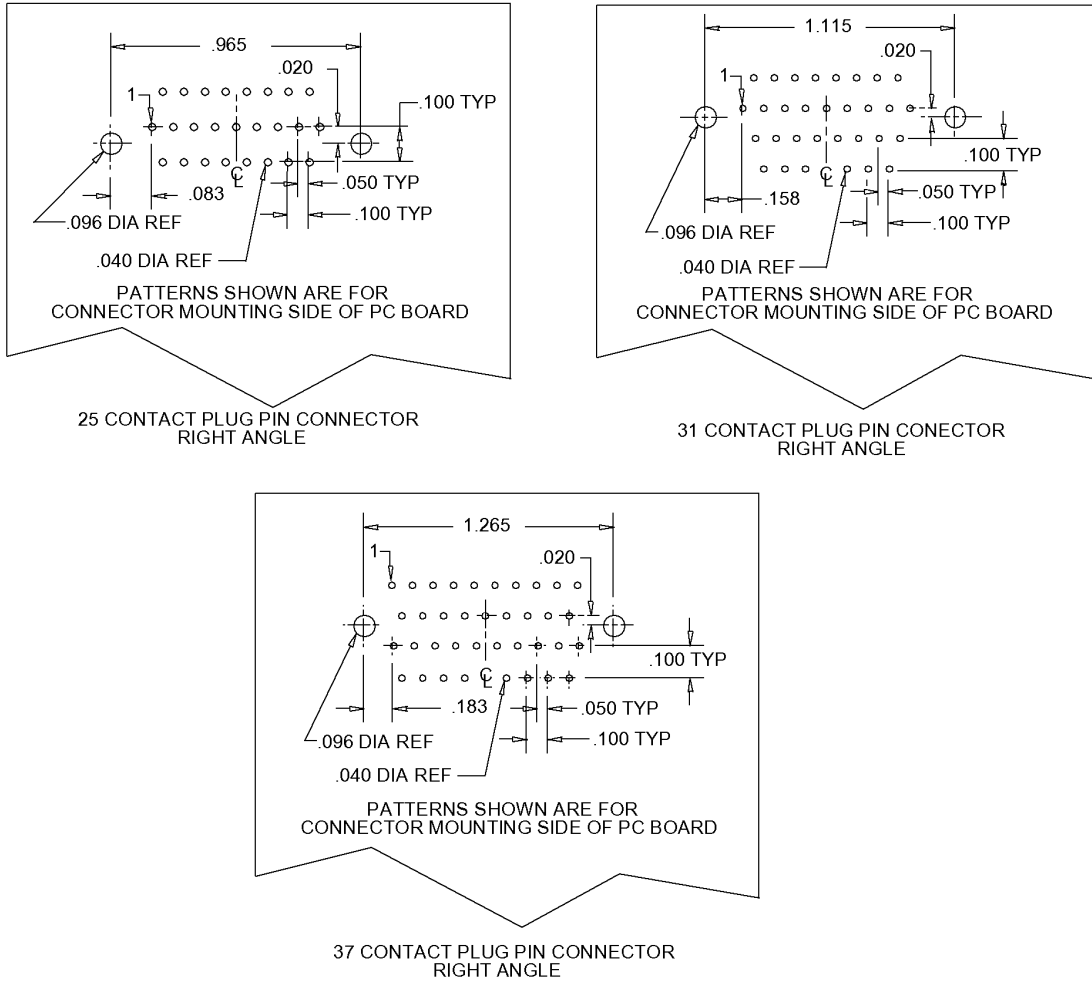 .965
.020
1
.100 TYP
℄
.083
.050 TYP
.096 DIA REF
.100 TYP
.040 DIA REF
PATTERNS SHOWN ARE FOR
CONNECTOR MOUNTING SIDE OF PC BOARD
25 CONTACT PLUG PIN CONNECTOR
RIGHT ANGLE
1.115
.020
1
.100 TYP
℄
.158
.050 TYP
.096 DIA REF
.100 TYP
.040 DIA REF
PATTERNS SHOWN ARE FOR
CONNECTOR MOUNTING SIDE OF PC BOARD
31 CONTACT PLUG PIN CONECTOR
RIGHT ANGLE
1.265
1
.020
.100 TYP
℄
.183
.050 TYP
.096 DIA REF
.100 TYP
.040 DIA REF
PATTERNS SHOWN ARE FOR
CONNECTOR MOUNTING SIDE OF PC BOARD
37 CONTACT PLUG PIN CONNECTOR
RIGHT ANGLE